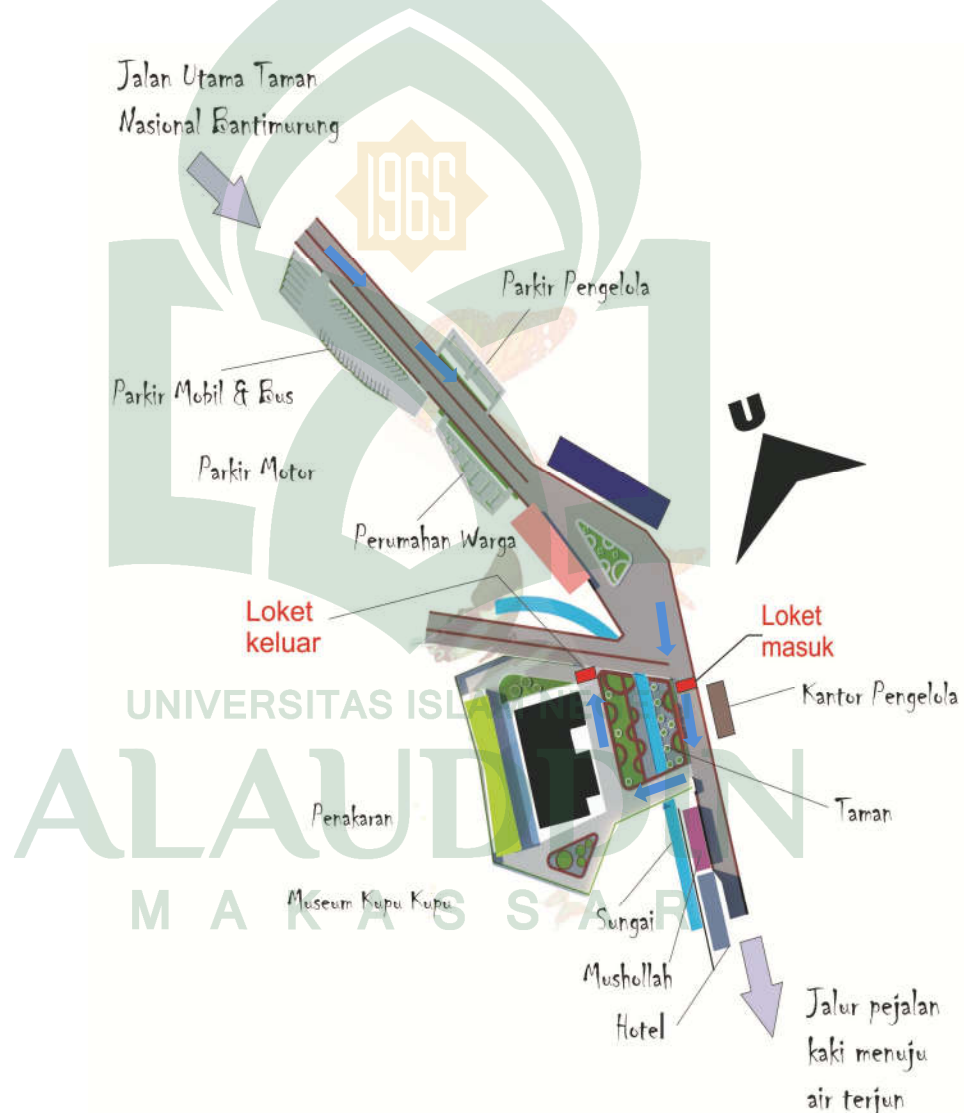 Jalan Utama Taman
Nasional Bantimurung
1965
Parkir Pengelola
Parkir Mobil & Bus
U
Parkir Motor
Perumahan Warga
Loket
keluar
Loket
masuk
Kantor Pengelola
UNIVERSITAS ISLAM NE
ALAUDDIN
Taman
Penakaran
Museum Kupu Kupu
MAKASSAR
Sungai
Mushollah
Hotel
Jalur pejalan
kaki menuju
air terjun